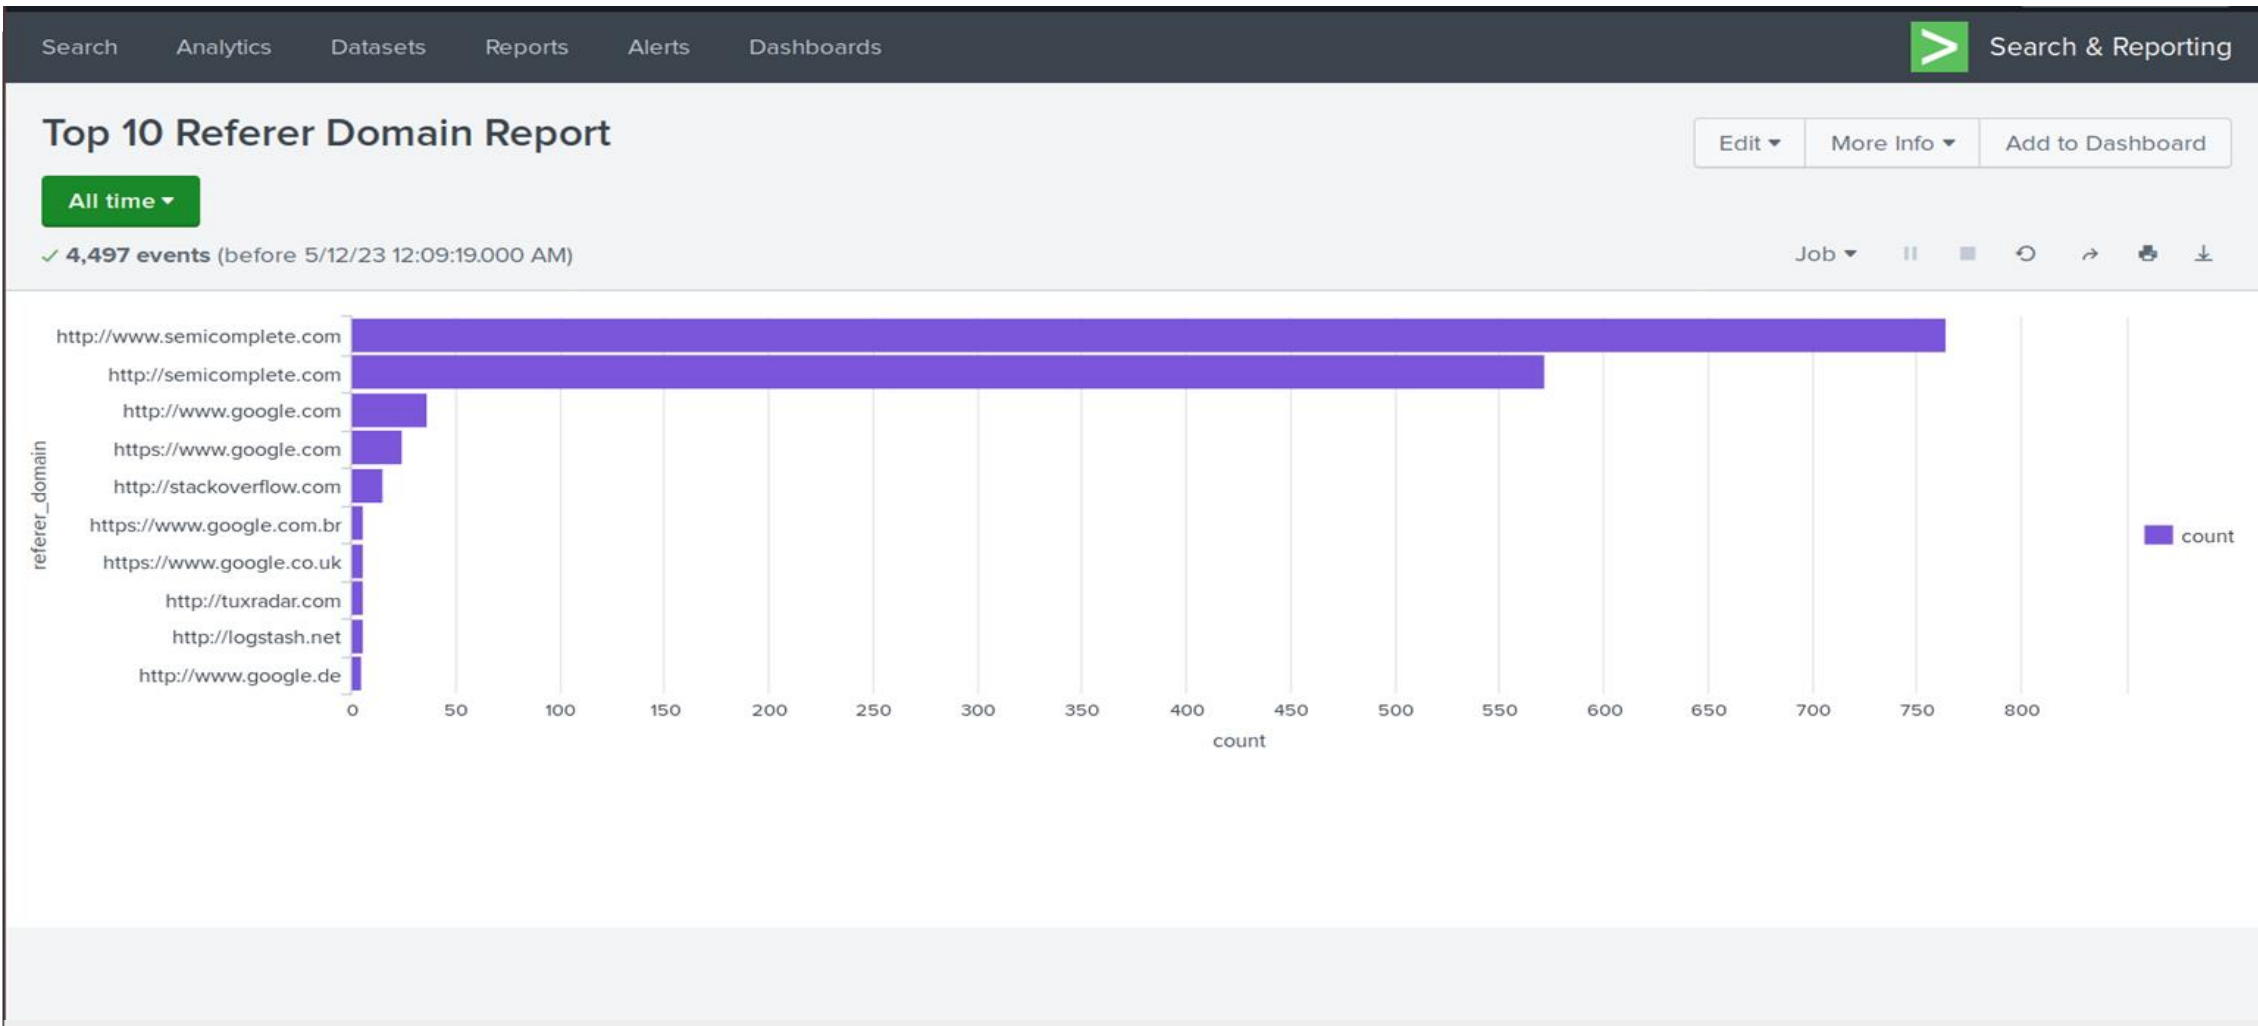 Search Analytics Datasets Reports Alerts Dashboards Search & Reporting
Top 10 Referer Domain Report
Edit More Info Add to Dashboard
All time
4,497 events (before 5/12/23 12:09:19.000 AM)
Job
referer_domain
http://www.semicomplete.com
http://semicomplete.com
http://www.google.com
https://www.google.com
http://stackoverflow.com
https://www.google.com.br
https://www.google.co.uk
http://tuxradar.com
http://logstash.net
http://www.google.de
0 50 100 150 200 250 300 350 400 450 500 550 600 650 700 750 800
count
count